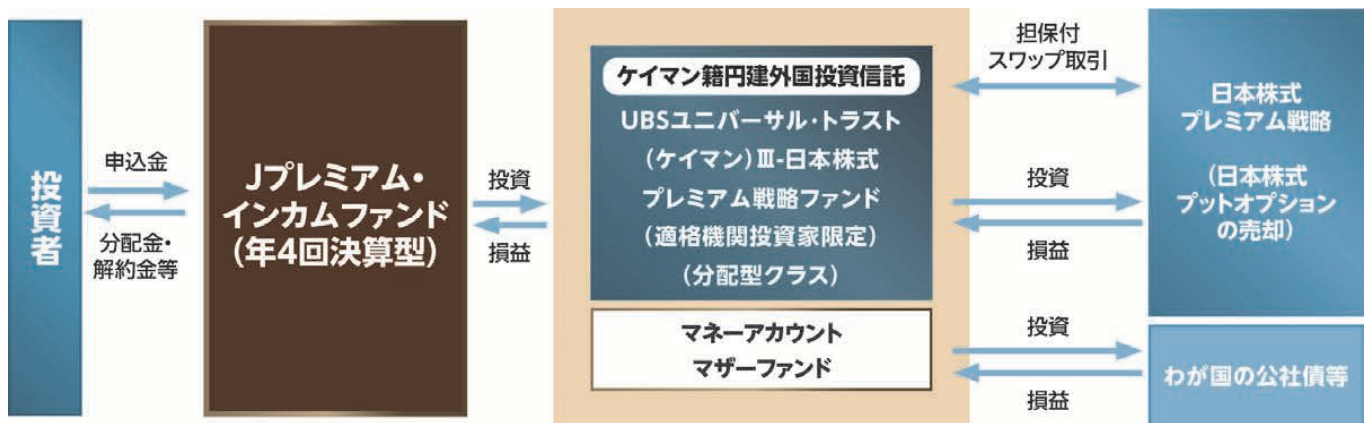 投資者
申込金
分配金・
解約金等
Jプレミアム・
インカムファンド
(年4回決算型)
投資
損益
ケイマン籍円建外国投資信託
UBSユニバーサル・トラスト
(ケイマン)Ⅲ-日本株式
プレミアム戦略ファンド
(適格機関投資家限定)
(分配型クラス)
マネーアカウント
マザーファンド
担保付
スワップ取引
投資
損益
投資
損益
日本株式
プレミアム戦略
(日本株式
プットオプション
の売却)
わが国の公社債等